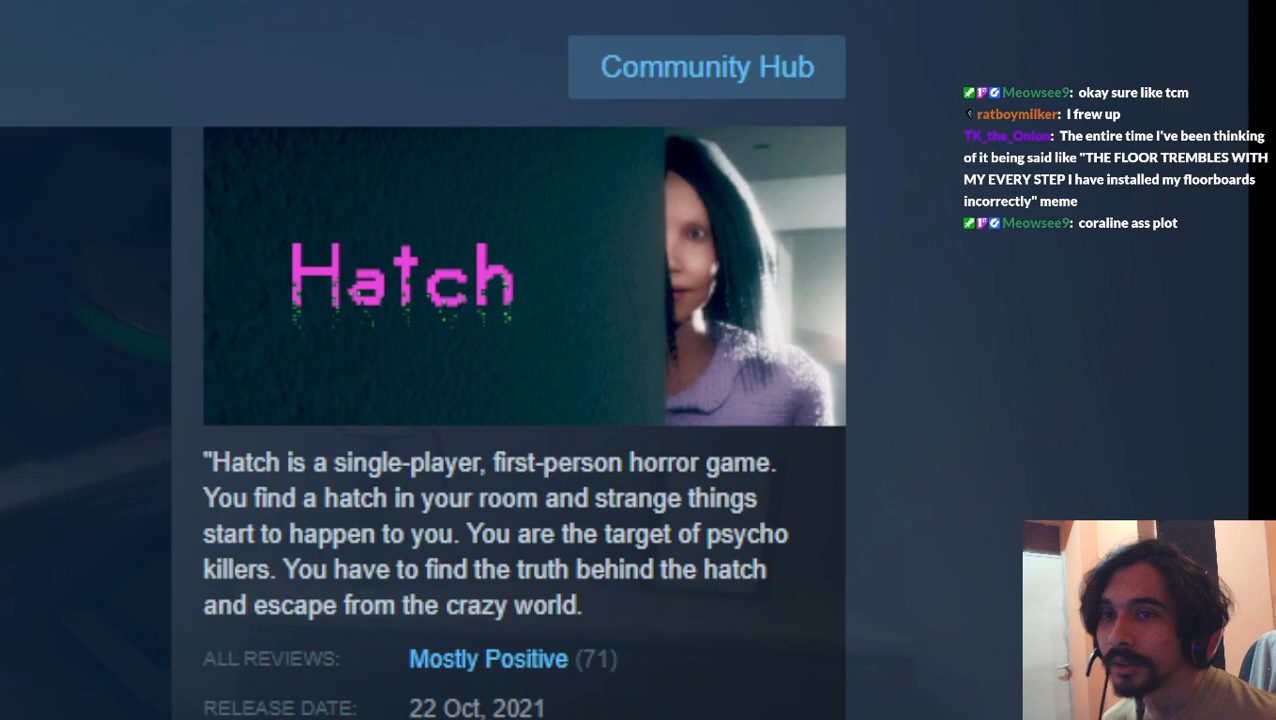 Community Hub
Hatch
"Hatch is a single-player, first-person horror game.
You find a hatch in your room and strange things
start to happen to you. You are the target of psycho
killers. You have to find the truth behind the hatch
and escape from the crazy world.
ALL REVIEWS: Mostly Positive (71)
RELEASE DATE: 22 Oct, 2021
Meowsee9: okay sure like tcm
ratboymilker: I frew up
TK_the_Onion: The entire time I've been thinking
of it being said like "THE FLOOR TREMBLES WITH
MY EVERY STEP I have installed my floorboards
incorrectly" meme
Meowsee9: coraline ass plot